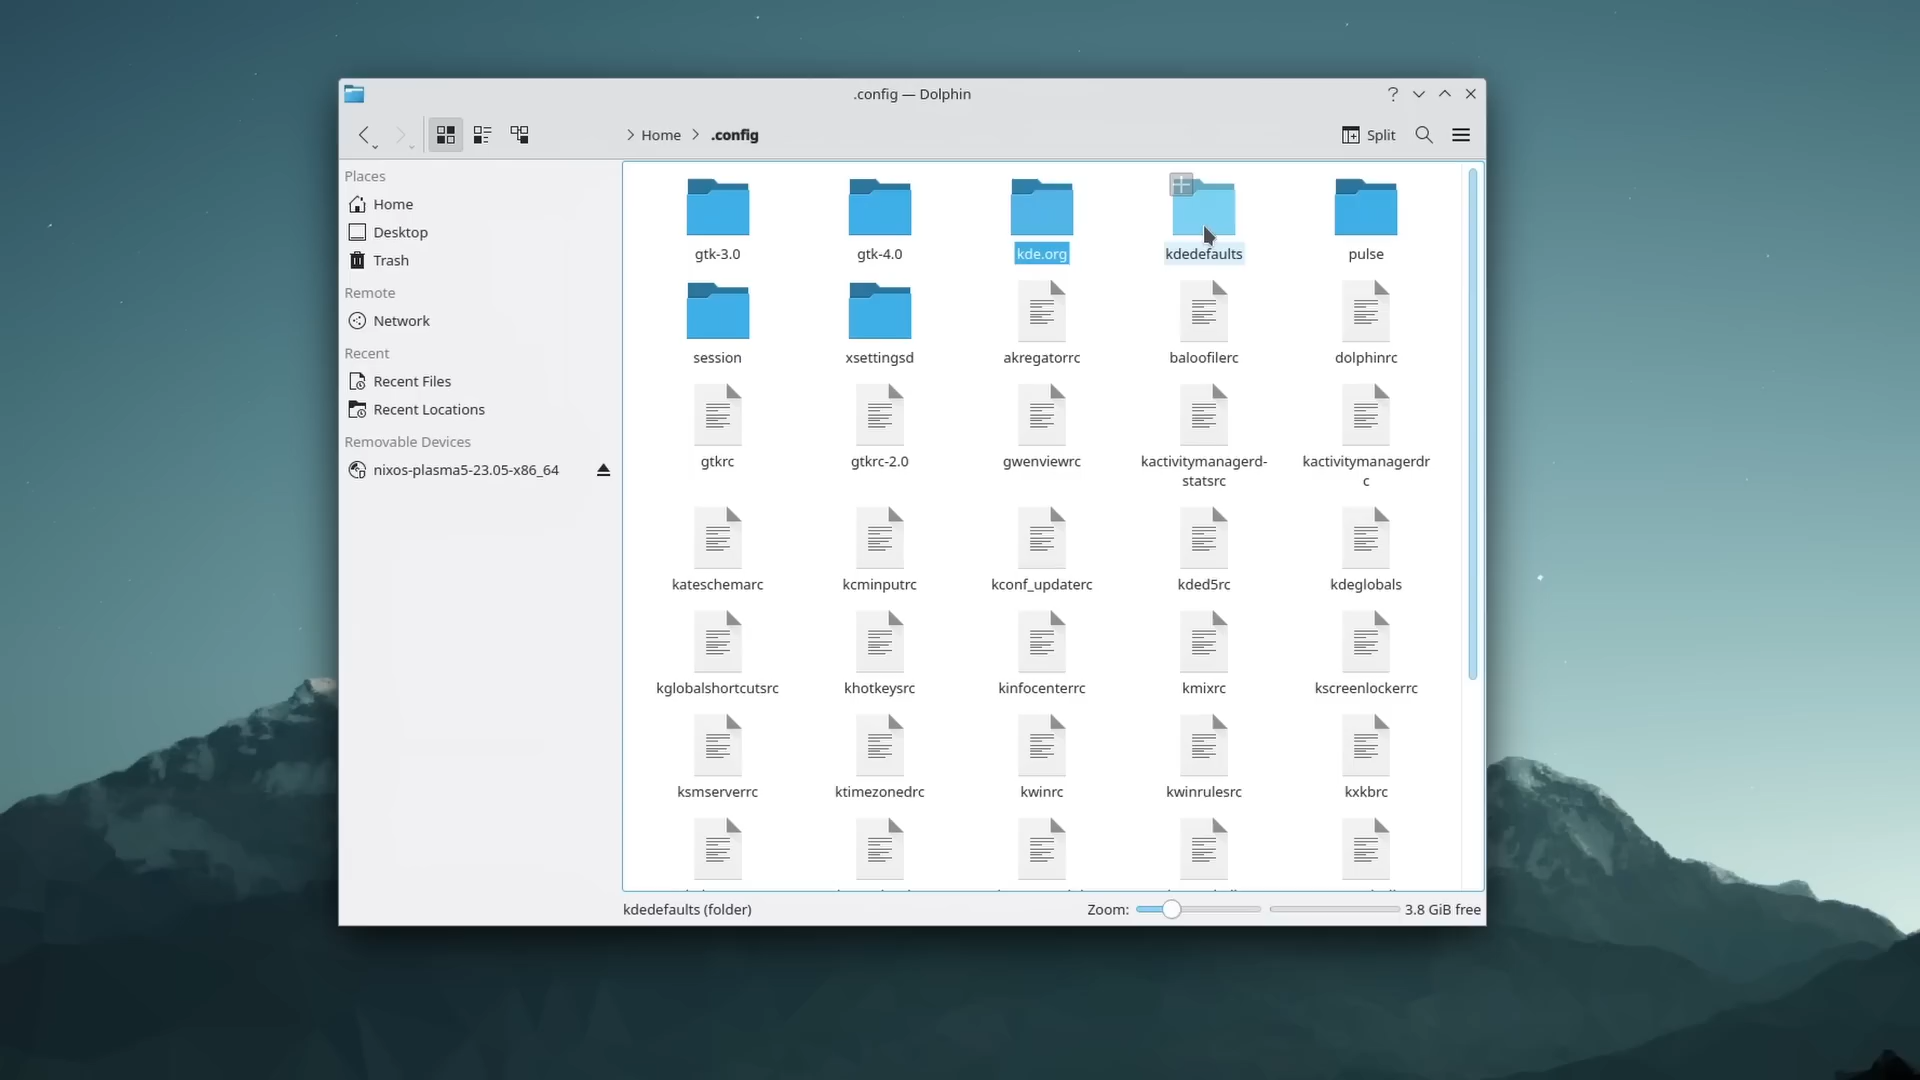 .config — Dolphin
Home
.config
Split
Places
Home
Desktop
Trash
Remote
Network
Recent
Recent Files
Recent Locations
Removable Devices
nixos-plasma5-23.05-x86_64
gtk-3.0
gtk-4.0
kde.org
kdedefaults
pulse
session
xsettingsd
akregatorrc
baloofilerc
dolphinrc
gtkrc
gtkrc-2.0
gwenviewrc
kactivitymanagerd-
statsrc
kactivitymanagerdr
c
kateschemarc
kcminputrc
kconf_updaterc
kded5rc
kdeglobals
kglobalshortcutsrc
khotkeysrc
kinfocenterrc
kmixrc
kscreenlockerrc
ksmserverrc
ktimezonedrc
kwinrc
kwinrulesrc
kxkbrc
kdedefaults (folder)
Zoom:
3.8 GiB free